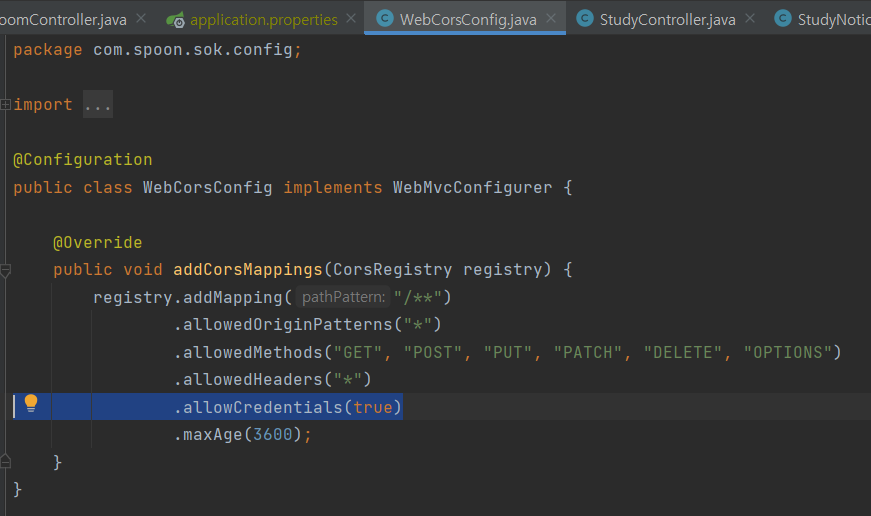 oomController.java application.properties WebCorsConfig.java StudyController.java StudyNotic
package com.spoon.sok.config;
import ...
@Configuration
public class WebCorsConfig implements WebMvcConfigurer {
@Override
public void addCorsMappings(CorsRegistry registry) {
registry.addMapping( pathPattern: "/**")
.allowedOriginPatterns("*")
.allowedMethods("GET", "POST", "PUT", "PATCH", "DELETE", "OPTIONS")
.allowedHeaders("*")
.allowCredentials(true)
.maxAge(3600);
}
}